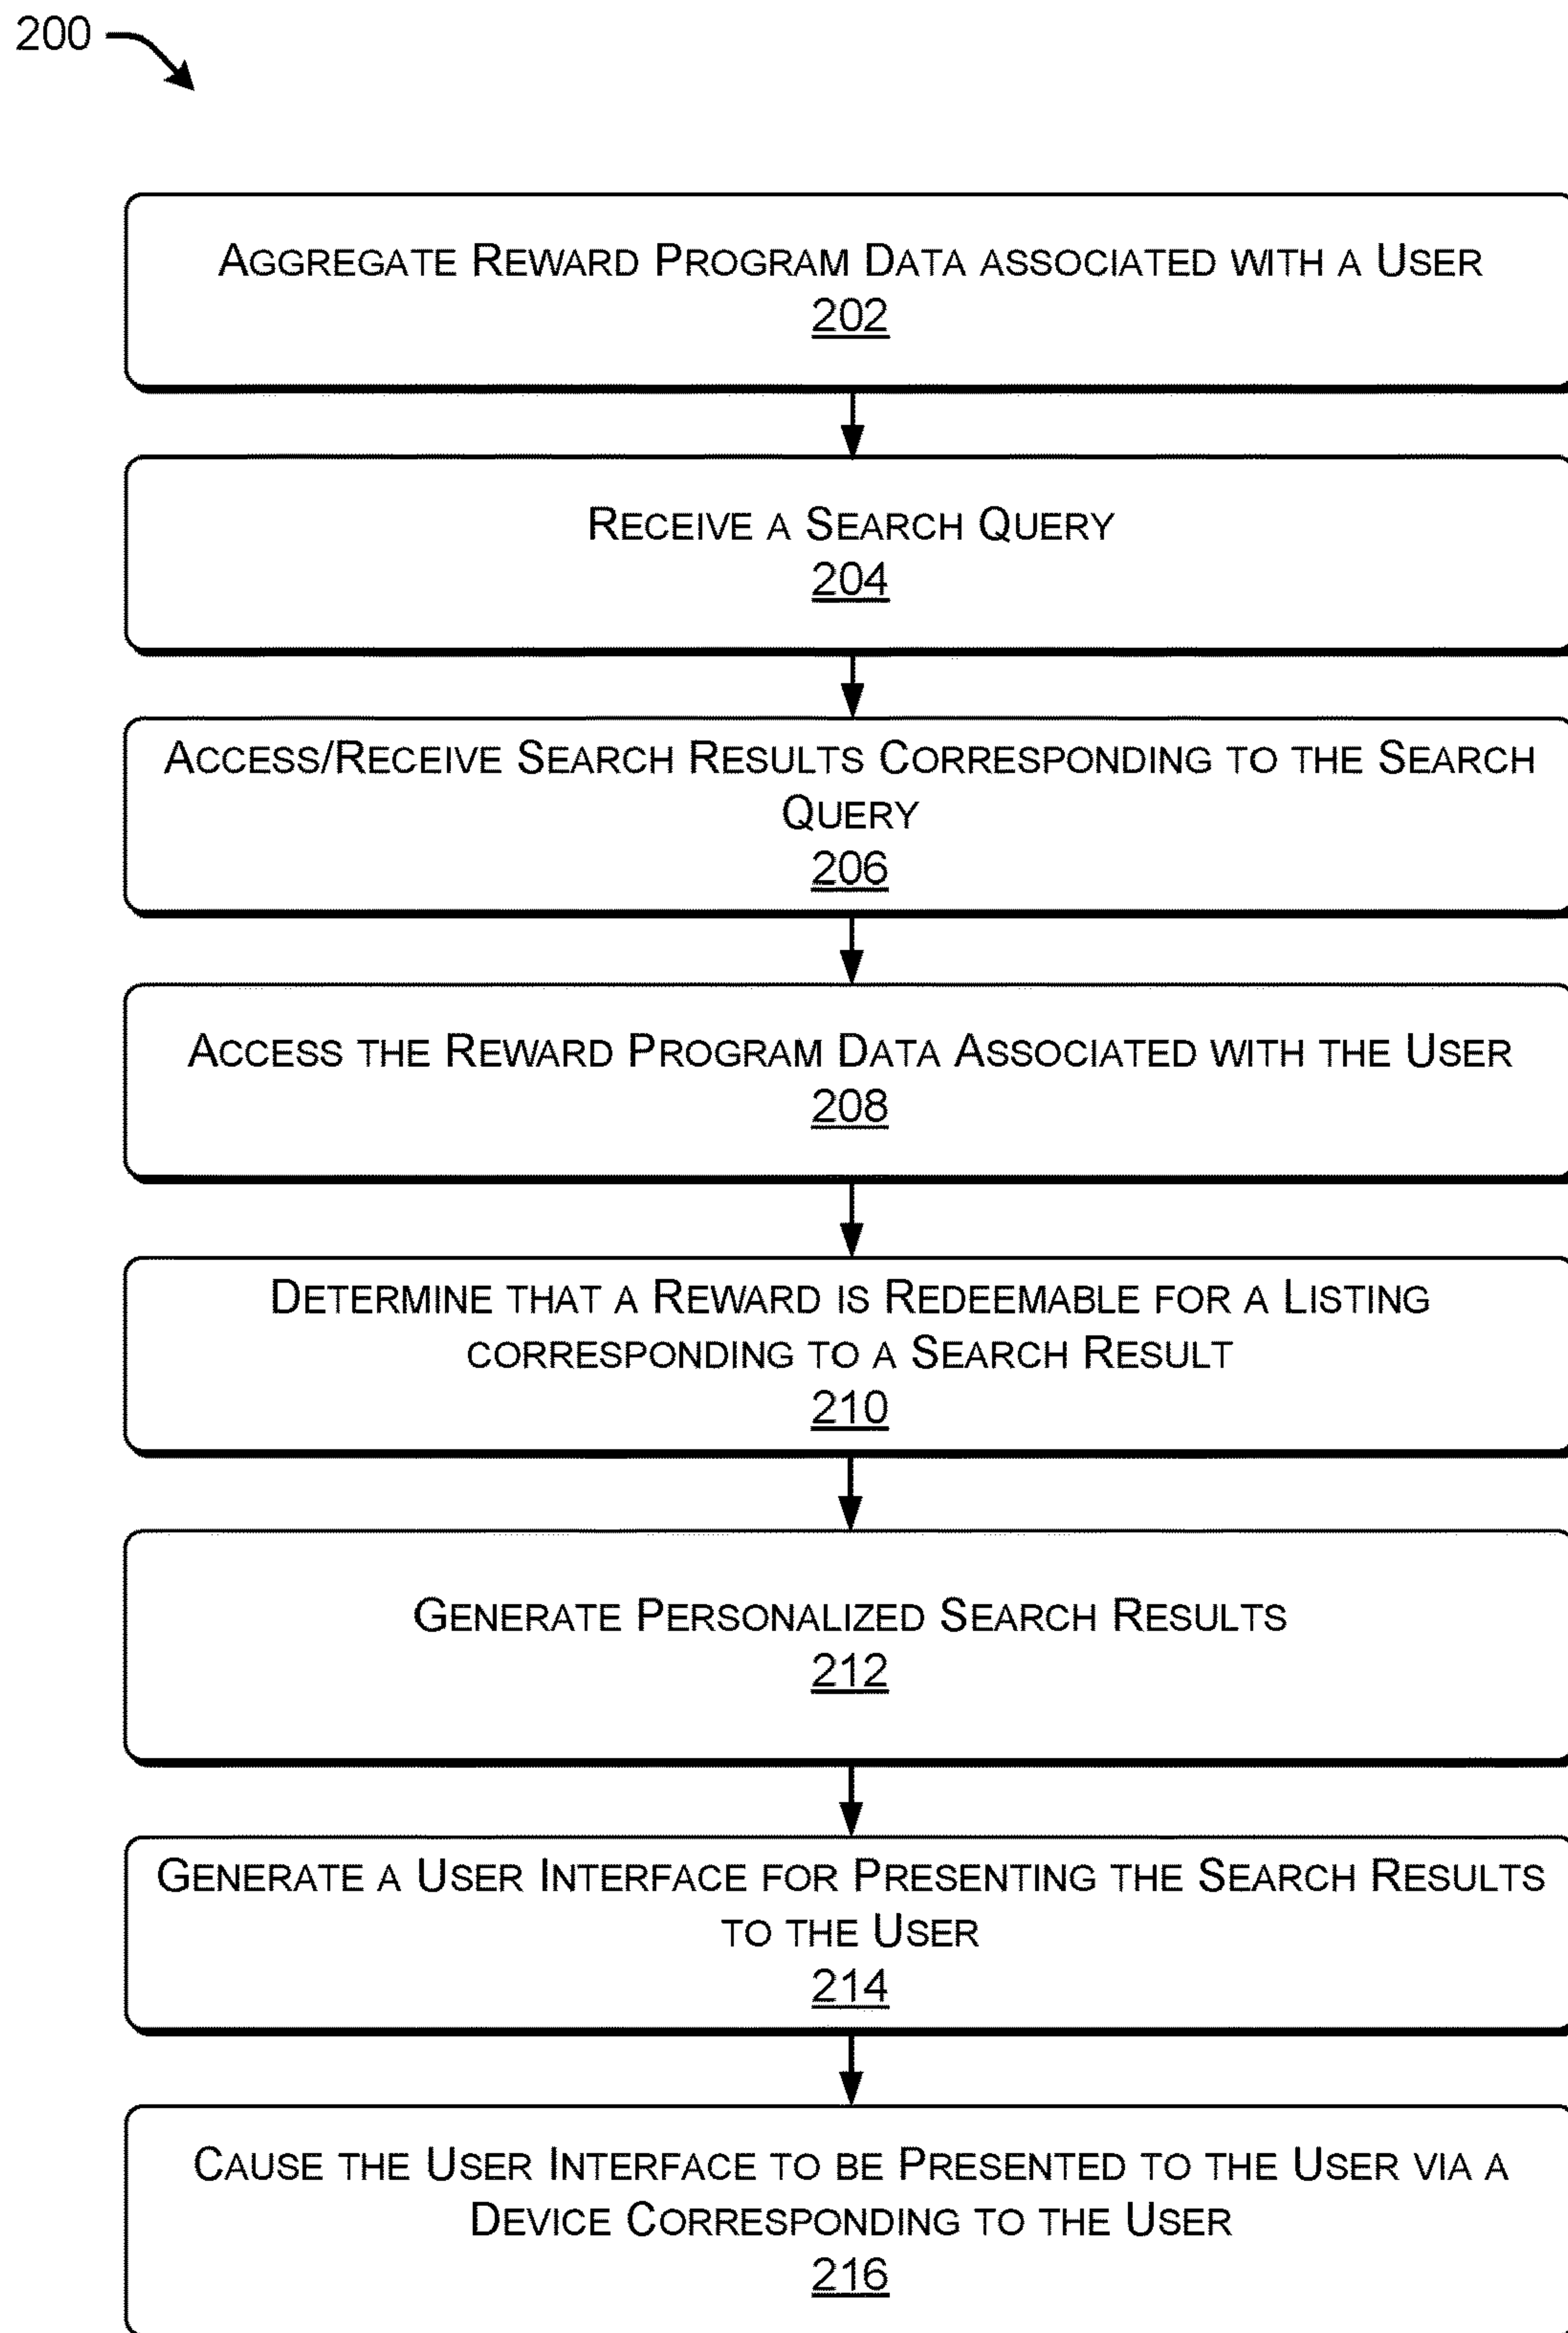 200
AGGREGATE REWARD PROGRAM DATA ASSOCIATED WITH A USER
202
RECEIVE A SEARCH QUERY
204
ACCESS/RECEIVE SEARCH RESULTS CORRESPONDING TO THE SEARCH
QUERY
206
ACCESS THE REWARD PROGRAM DATA ASSOCIATED WITH THE USER
208
DETERMINE THAT A REWARD IS REDEEMABLE FOR A LISTING
CORRESPONDING TO A SEARCH RESULT
210
GENERATE PERSONALIZED SEARCH RESULTS
212
GENERATE A USER INTERFACE FOR PRESENTING THE SEARCH RESULTS
TO THE USER
214
CAUSE THE USER INTERFACE TO BE PRESENTED TO THE USER VIA A
DEVICE CORRESPONDING TO THE USER
216